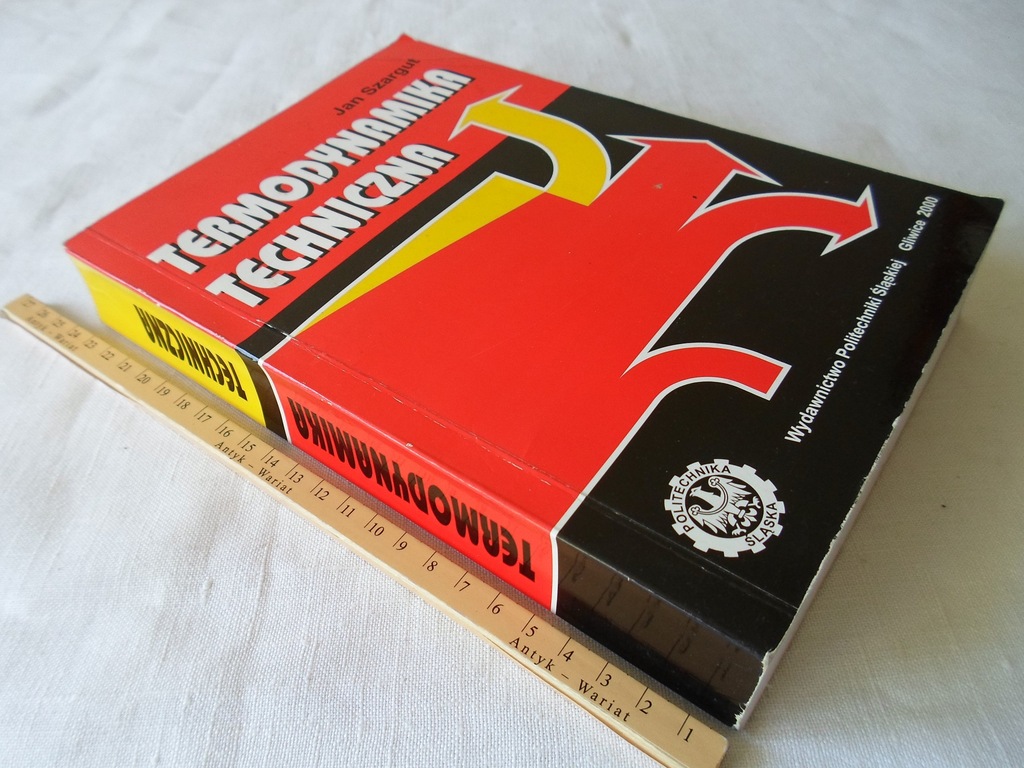 Jan Szargut
TERMODYNAMIKA
TECHNICZNA
Wydawnictwo Politechniki Śląskiej Gliwice 2000
POLITECHNIKA
ŚLĄSKA
TERMODYNAMIKA
TECHNICZNA
26 25 24 23 22 21 20 19 18 17 16 15 14 13 12 11 10 9 8 7 6 5 4 3 2 1
Antyk – Wariat
Antyk – Wariat
Antyk – Wariat